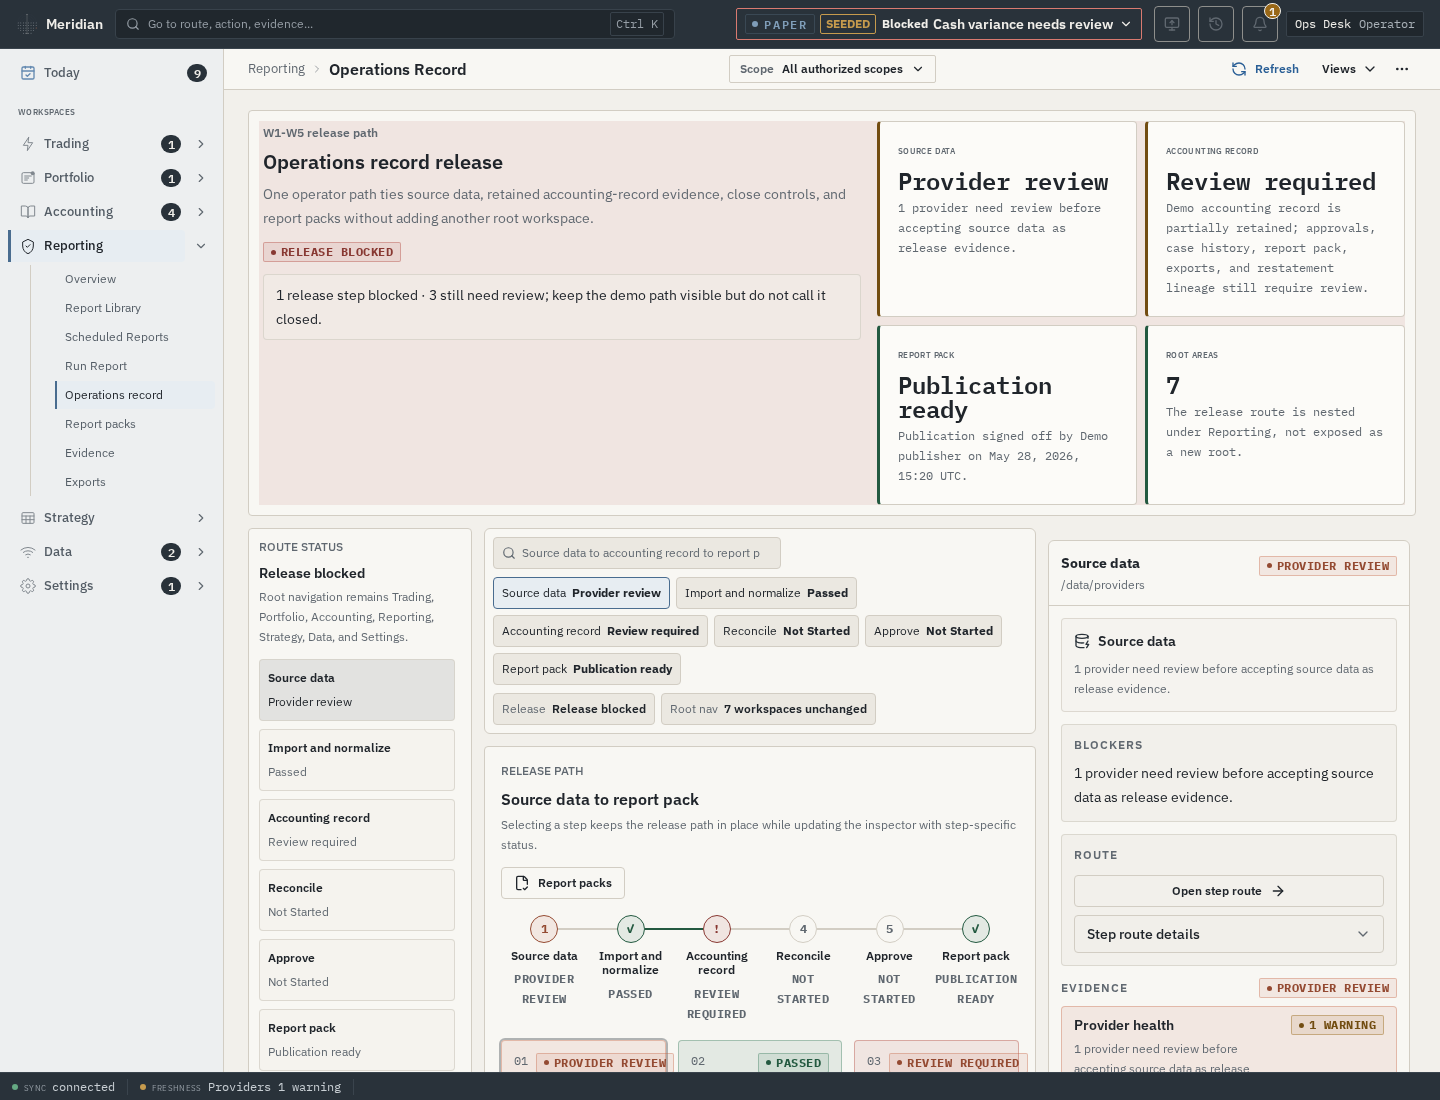 Meridian
Go to route, action, evidence...
Ctrl K
PAPER
SEEDED
Blocked Cash variance needs review
1
Ops Desk Operator
Today
9
WORKSPACES
Trading
1
Portfolio
1
Accounting
4
Reporting
Overview
Report Library
Scheduled Reports
Run Report
Operations record
Report packs
Evidence
Exports
Strategy
Data
2
Settings
1
Reporting
Operations Record
Scope All authorized scopes
Refresh
Views
W1-W5 release path
Operations record release
One operator path ties source data, retained accounting-record evidence, close controls, and
report packs without adding another root workspace.
RELEASE BLOCKED
1 release step blocked · 3 still need review; keep the demo path visible but do not call it
closed.
SOURCE DATA
Provider review
1 provider need review before
accepting source data as
release evidence.
ACCOUNTING RECORD
Review required
Demo accounting record is
partially retained; approvals,
case history, report pack,
exports, and restatement
lineage still require review.
REPORT PACK
Publication
ready
Publication signed off by Demo
publisher on May 28, 2026,
15:20 UTC.
ROOT AREAS
7
The release route is nested
under Reporting, not exposed as
a new root.
ROUTE STATUS
Release blocked
Root navigation remains Trading,
Portfolio, Accounting, Reporting,
Strategy, Data, and Settings.
Source data
Provider review
Import and normalize
Passed
Accounting record
Review required
Reconcile
Not Started
Approve
Not Started
Report pack
Publication ready
Source data to accounting record to report p
Source data Provider review
Import and normalize Passed
Accounting record Review required
Reconcile Not Started
Approve Not Started
Report pack Publication ready
Release Release blocked
Root nav 7 workspaces unchanged
RELEASE PATH
Source data to report pack
Selecting a step keeps the release path in place while updating the inspector with step-specific
status.
Report packs
1
Source data
PROVIDER
REVIEW
Import and
normalize
PASSED
!
Accounting
record
REVIEW
REQUIRED
4
Reconcile
NOT
STARTED
5
Approve
NOT
STARTED
Report pack
PUBLICATION
READY
01
PROVIDER REVIEW
02
PASSED
03
REVIEW REQUIRED
Source data
/data/providers
PROVIDER REVIEW
Source data
1 provider need review before accepting source data as
release evidence.
BLOCKERS
1 provider need review before accepting source
data as release evidence.
ROUTE
Open step route
Step route details
EVIDENCE
PROVIDER REVIEW
Provider health
1 WARNING
1 provider need review before
accepting source data as release
SYNC connected
FRESHNESS Providers 1 warning